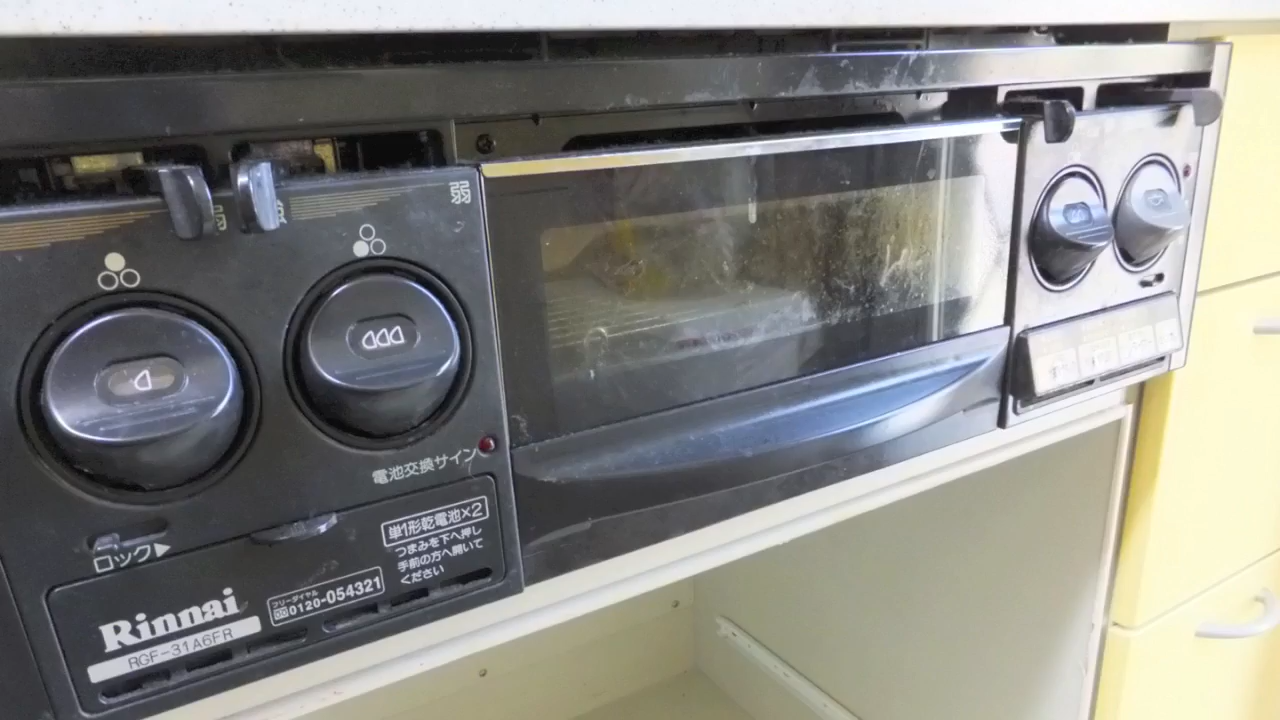 弱
電池交換サイン
ロック▶
単1形乾電池×2
つまみを下へ押し
手前の方へ開いて
ください
Rinnai
RGF-31A6FR
フリーダイヤル
0120-054321